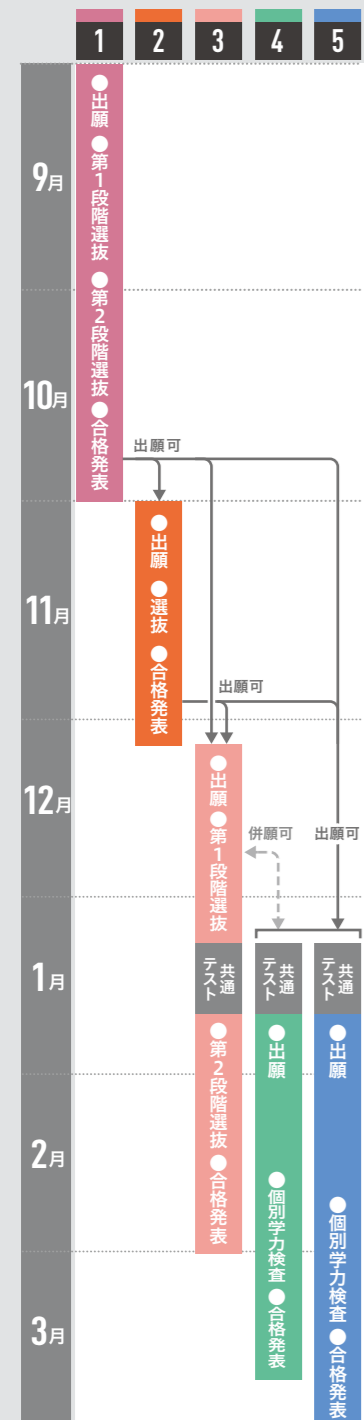 1 2 3 4 5
9月
10月
11月
12月
1月
2月
3月
●出願 ●第1段階選抜 ●第2段階選抜 ●合格発表
出願可
●出願 ●選抜 ●合格発表
出願可
●出願 ●第1段階選抜
共通
テスト
●第2段階選抜 ●合格発表
併願可
出願可
共通
テスト
●出願 ●個別学力検査 ●合格発表
共通
テスト
●出願 ●個別学力検査 ●合格発表